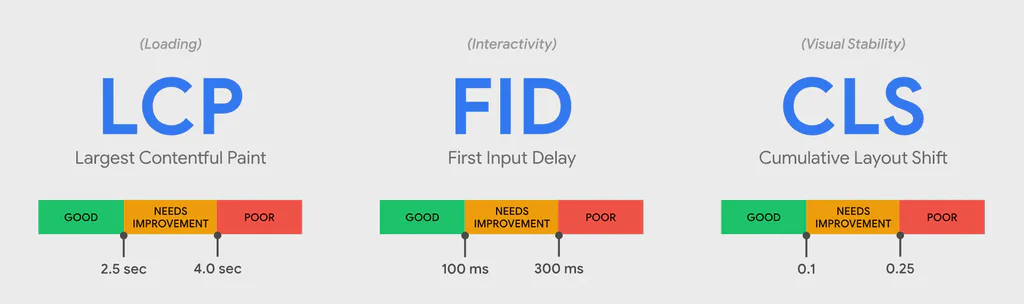 (Loading)
LCP
Largest Contentful Paint
GOOD
NEEDS
IMPROVEMENT
POOR
2.5 sec
4.0 sec
(Interactivity)
FID
First Input Delay
GOOD
NEEDS
IMPROVEMENT
POOR
100 ms
300 ms
(Visual Stability)
CLS
Cumulative Layout Shift
GOOD
NEEDS
IMPROVEMENT
POOR
0.1
0.25